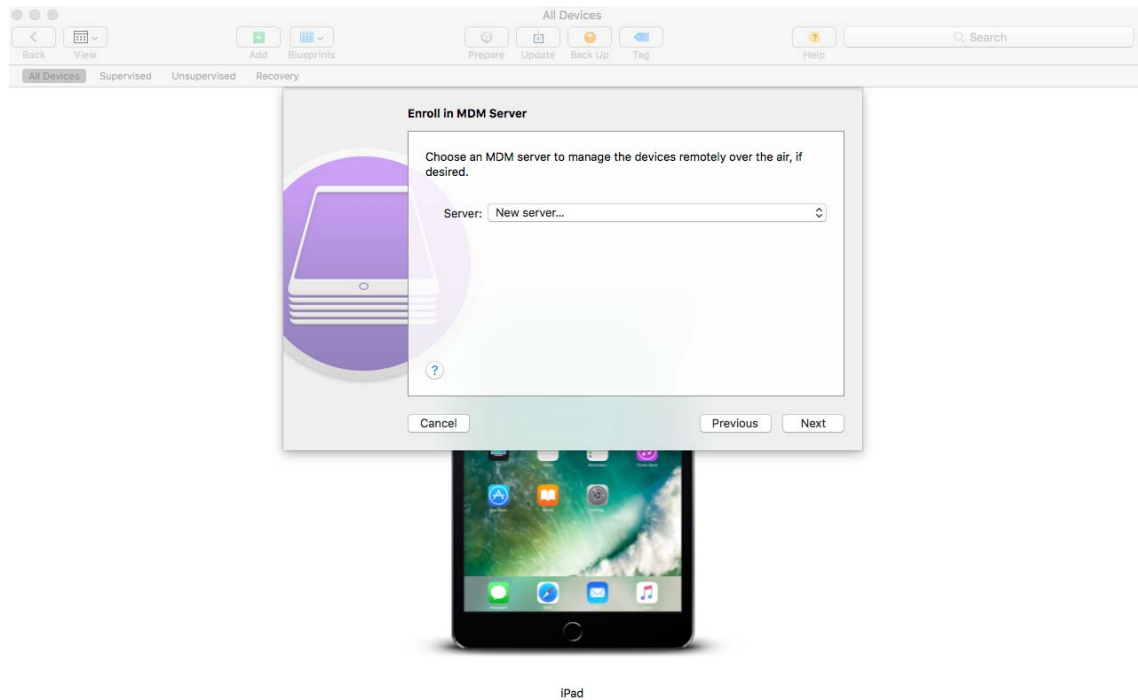 All Devices
Back View Add Blueprints Prepare Update Back Up Tag Help Search
All Devices Supervised Unsupervised Recovery
Enroll in MDM Server
Choose an MDM server to manage the devices remotely over the air, if
desired.
Server: New server...
?
Cancel Previous Next
iPad